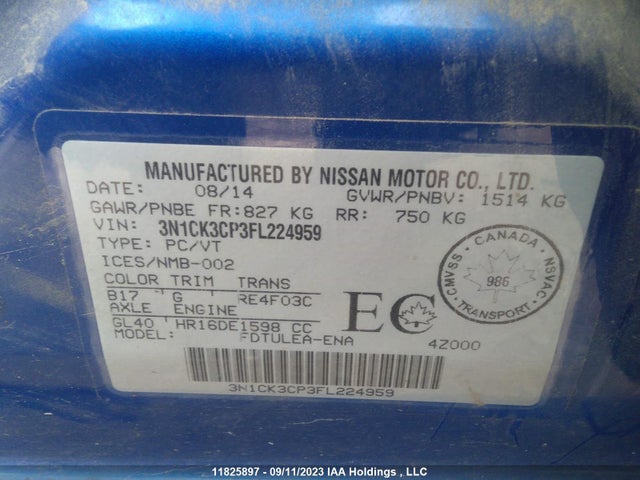 MANUFACTURED BY NISSAN MOTOR CO., LTD.
DATE: 08/14 GVWR/PNBV: 1514 KG
GAWR/PNBE FR:827 KG RR: 750 KG
VIN: 3N1CK3CP3FL224959
TYPE: PC/VT
ICES/NMB-002
COLOR TRIM TRANS
B17 G RE4F03C
AXLE ENGINE
GL40 HR16DE1598 CC
MODEL: FDTULEA-ENA 4Z000
EC
CANADA
CMVSS 986 NSVAC
TRANSPORT
3N1CK3CP3FL224959
11825897 - 09/11/2023 IAA Holdings , LLC